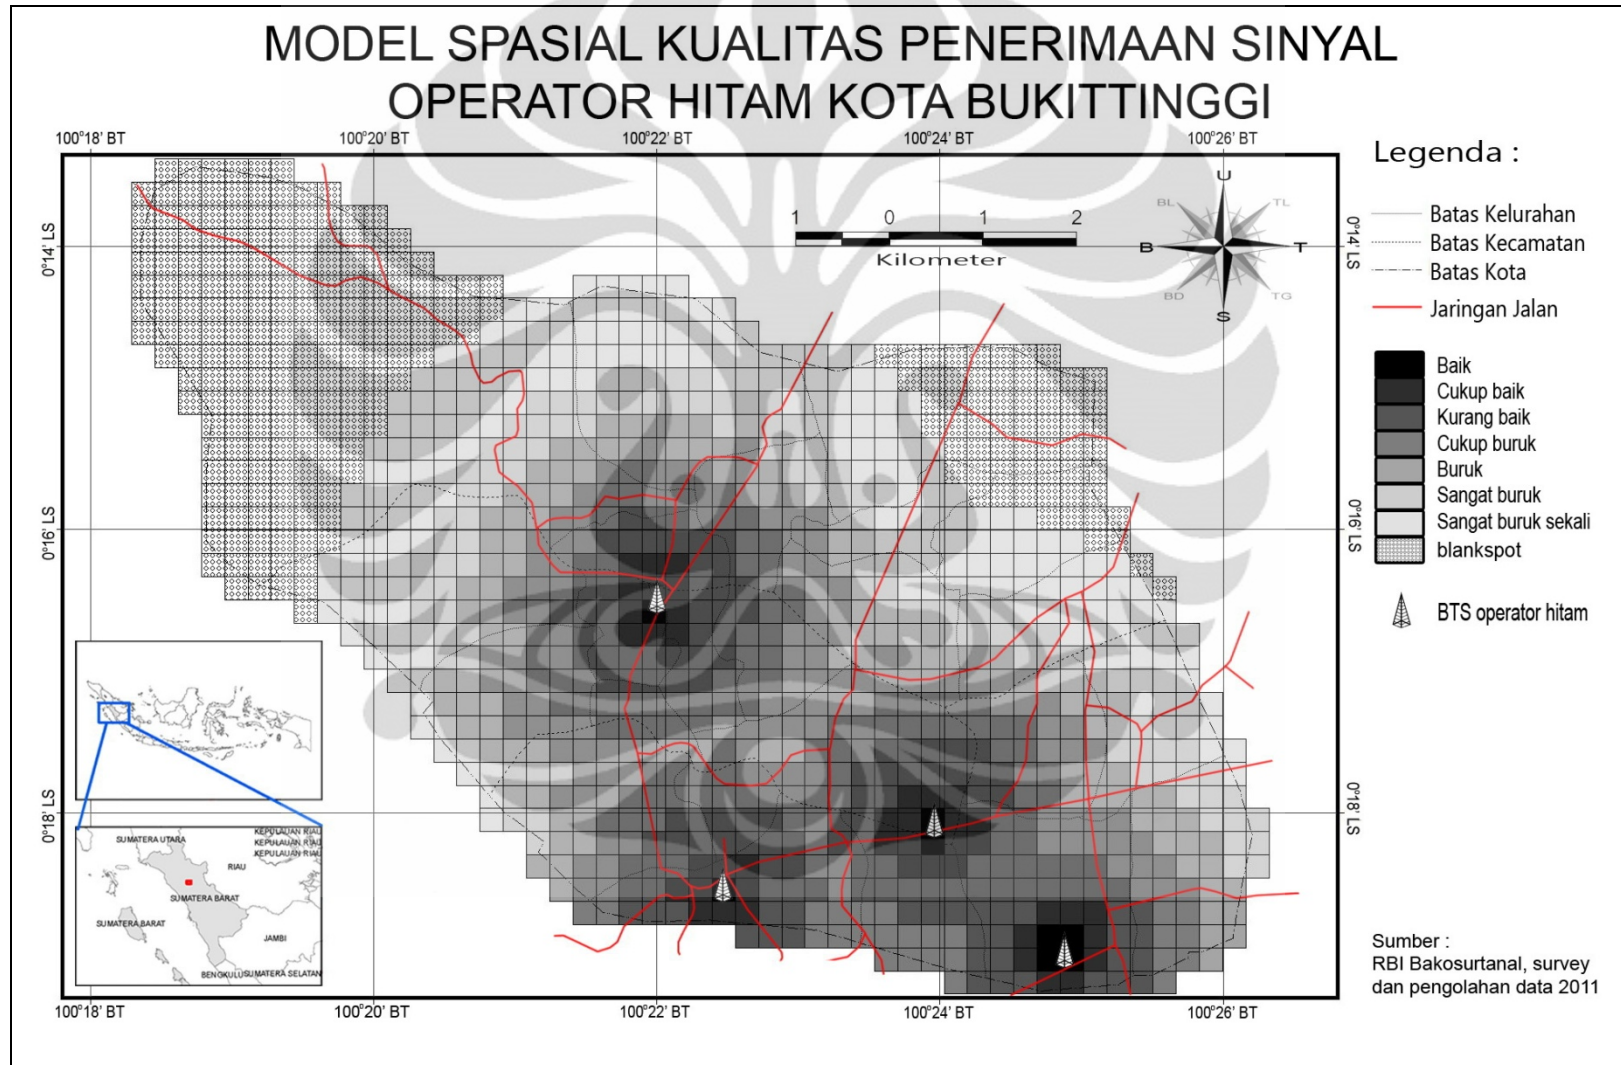 MODEL SPASIAL KUALITAS PENERIMAAN SINYAL
OPERATOR HITAM KOTA BUKITTINGGI
100°18' BT
100°20' BT
100°22' BT
100°24' BT
100°26' BT
0°14' LS
0°14' LS
0°16' LS
0°16' LS
0°18' LS
0°18' LS
1 0 1 2
Kilometer
U
BL
TL
B
T
BD
TG
S
Legenda :
Batas Kelurahan
Batas Kecamatan
Batas Kota
Jaringan Jalan
Baik
Cukup baik
Kurang baik
Cukup buruk
Buruk
Sangat buruk
Sangat buruk sekali
blankspot
BTS operator hitam
SUMATERA UTARA
KEPULAUAN RIAU
KEPULAUAN RIAU
KEPULAUAN RIAU
RIAU
SUMATERA BARAT
SUMATERA BARAT
JAMBI
BENGKULU
SUMATERA SELATAN
100°18' BT
100°20' BT
100°22' BT
100°24' BT
100°26' BT
Sumber :
RBI Bakosurtanal, survey
dan pengolahan data 2011